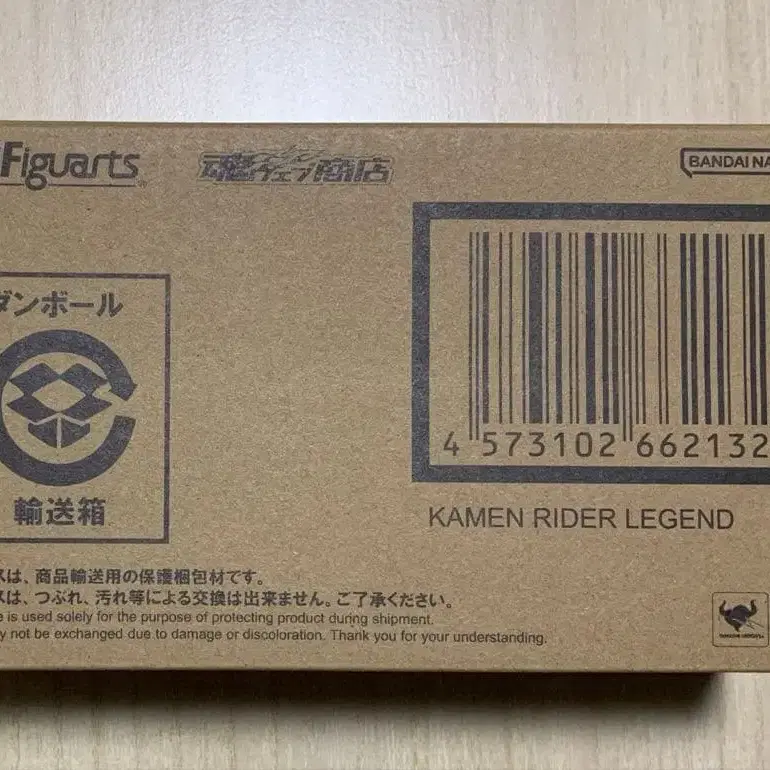 Figuarts
魂ウェブ商店
BANDAI NA
ダンボール
輸送箱
4 573102 662132
KAMEN RIDER LEGEND
スは、商品輸送用の保護梱包材です。
スは、つぶれ、汚れ等による交換は出来ません。ご了承ください。
e is used solely for the purpose of protecting product during shipment.
y not be exchanged due to damage or discoloration. Thank you for your understanding.